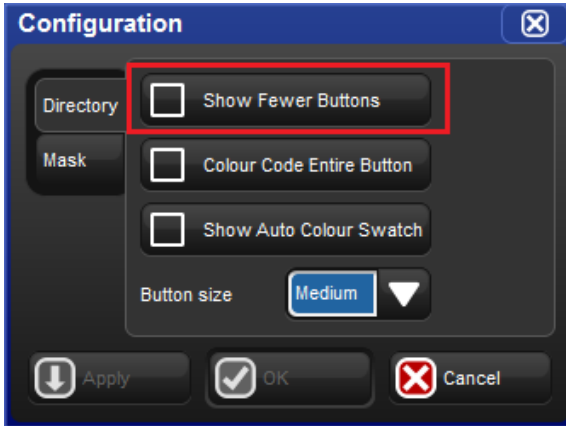 Configuration
Directory
Show Fewer Buttons
Mask
Colour Code Entire Button
Show Auto Colour Swatch
Button size
Medium
Apply
OK
Cancel